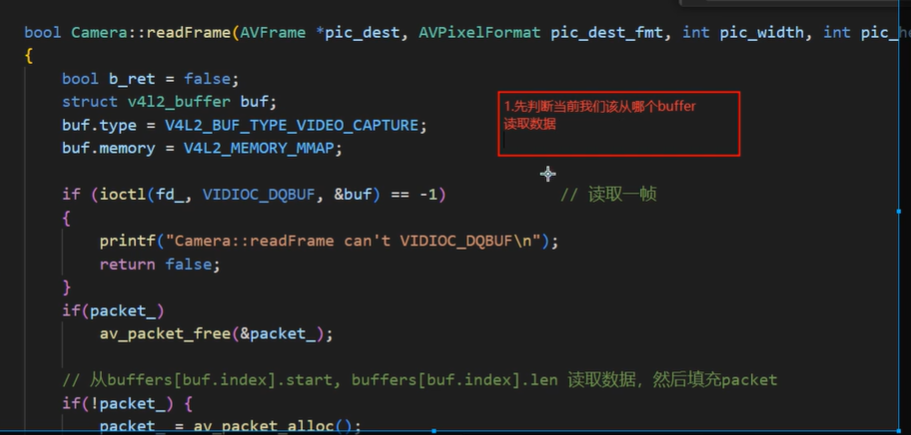 bool Camera::readFrame(AVFrame *pic_dest, AVPixelFormat pic_dest_fmt, int pic_width, int pic_he
{
bool b_ret = false;
struct v4l2_buffer buf;
buf.type = V4L2_BUF_TYPE_VIDEO_CAPTURE;
buf.memory = V4L2_MEMORY_MMAP;
1.先判断当前我们该从哪个buffer
读取数据
if (ioctl(fd_, VIDIOC_DQBUF, &buf) == -1) // 读取一帧
{
printf("Camera::readFrame can't VIDIOC_DQBUF\n");
return false;
}
if(packet_)
av_packet_free(&packet_);
// 从buffers[buf.index].start, buffers[buf.index].len 读取数据，然后填充packet
if(!packet_) {
packet_ = av_packet_alloc();